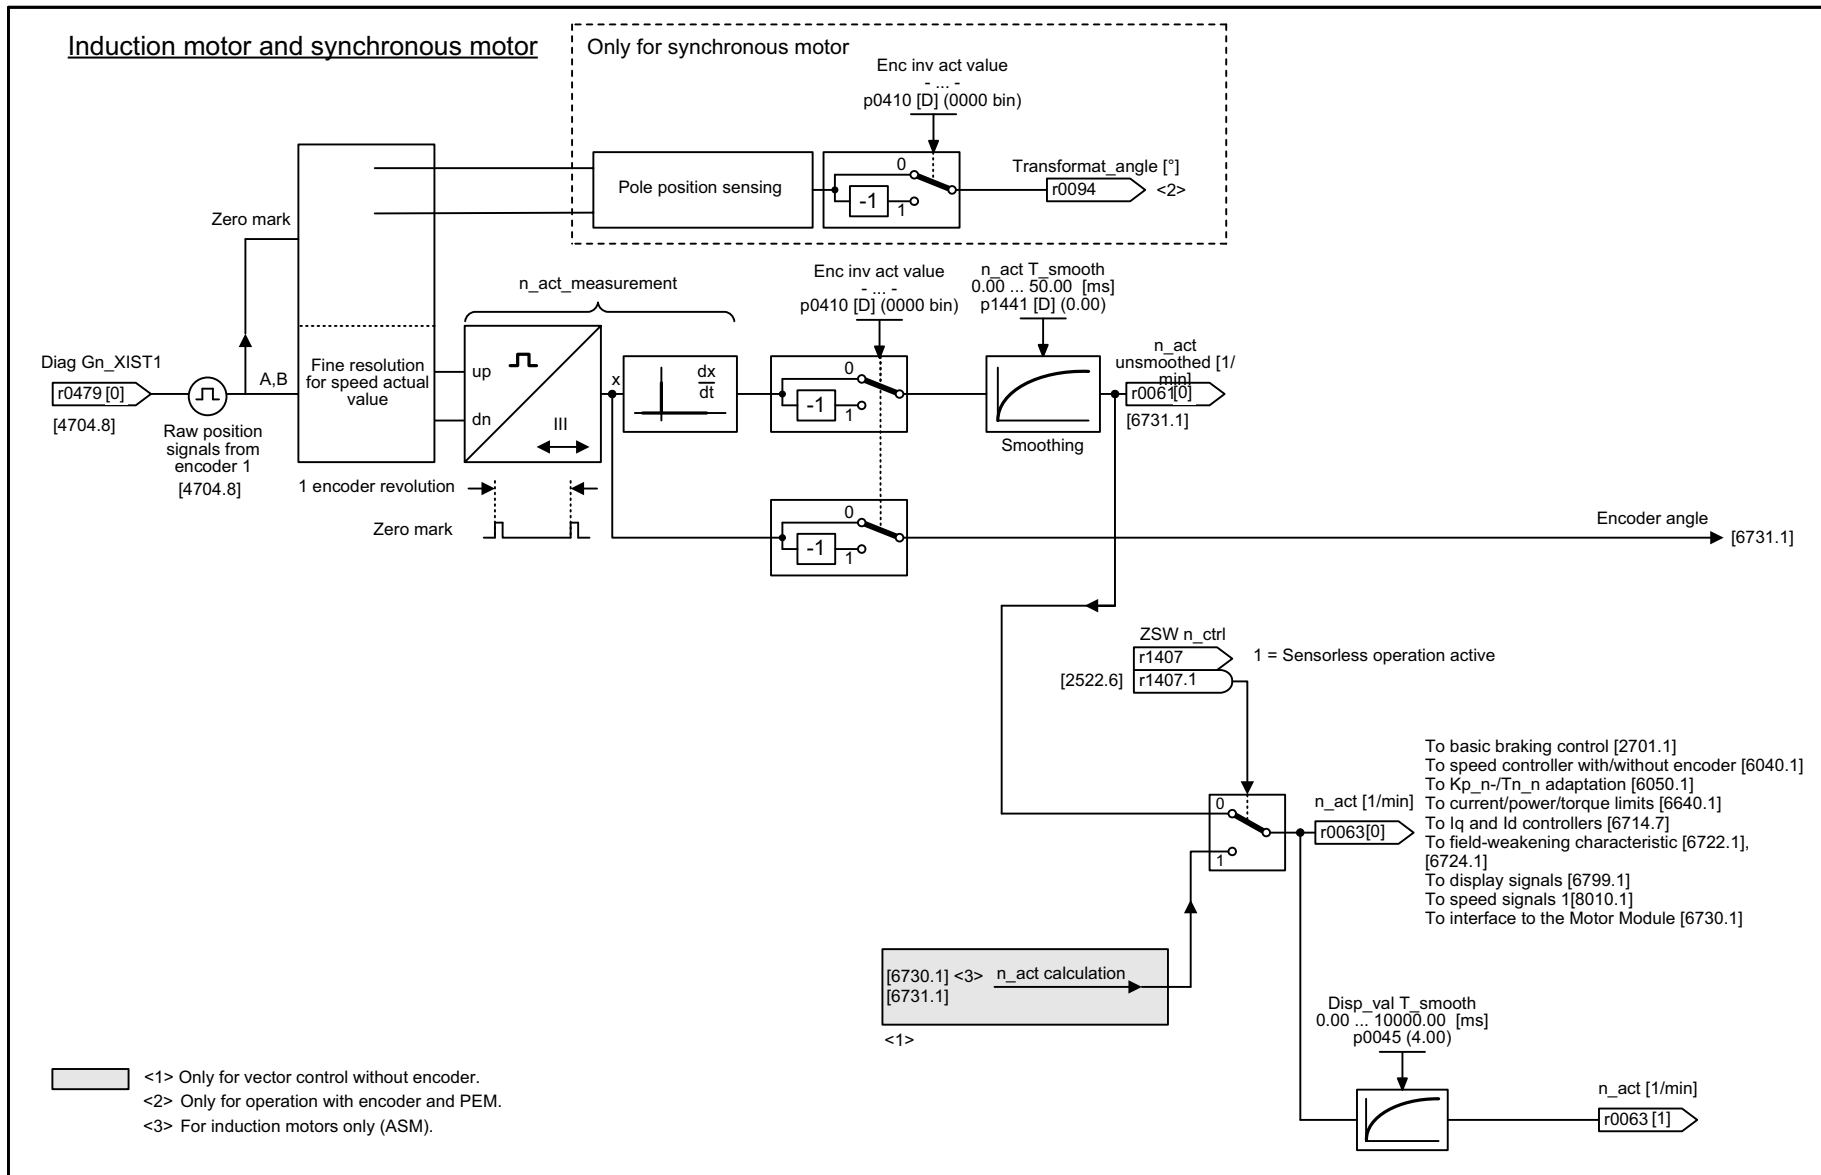 Induction motor and synchronous motor
Only for synchronous motor
Enc inv act value
- ... -
p0410 [D] (0000 bin)
Pole position sensing
0
-1
1
Transformat_angle [°]
r0094
<2>
Zero mark
n_act_measurement
Enc inv act value
- ... -
p0410 [D] (0000 bin)
n_act T_smooth
0.00 ... 50.00 [ms]
p1441 [D] (0.00)
Diag Gn_XIST1
r0479 [0]
[4704.8]
Raw position
signals from
encoder 1
[4704.8]
A,B
Fine resolution
for speed actual
value
up
dn
III
x
dx
dt
0
-1
1
Smoothing
n_act
unsmoothed [1/
min]
r0061[0]
[6731.1]
1 encoder revolution
Zero mark
0
-1
1
Encoder angle
[6731.1]
ZSW n_ctrl
r1407
1 = Sensorless operation active
[2522.6]
r1407.1
0
1
n_act [1/min]
r0063[0]
To basic braking control [2701.1]
To speed controller with/without encoder [6040.1]
To Kp_n-/Tn_n adaptation [6050.1]
To current/power/torque limits [6640.1]
To Iq and Id controllers [6714.7]
To field-weakening characteristic [6722.1],
[6724.1]
To display signals [6799.1]
To speed signals 1[8010.1]
To interface to the Motor Module [6730.1]
[6730.1] <3> n_act calculation
[6731.1]
<1>
Disp_val T_smooth
0.00 ... 10000.00 [ms]
p0045 (4.00)
n_act [1/min]
r0063 [1]
<1> Only for vector control without encoder.
<2> Only for operation with encoder and PEM.
<3> For induction motors only (ASM).